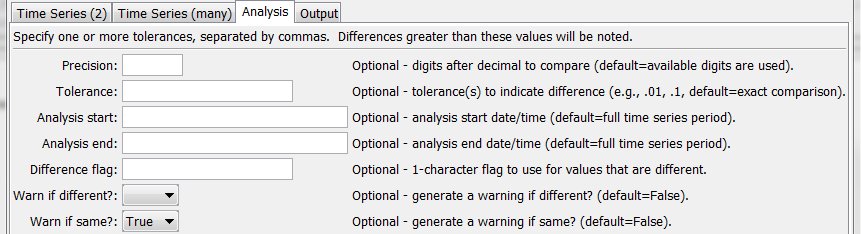 Time Series (2) Time Series (many) Analysis Output
Specify one or more tolerances, separated by commas. Differences greater than these values will be noted.
Precision: Optional - digits after decimal to compare (default=available digits are used).
Tolerance: Optional - tolerance(s) to indicate difference (e.g., .01, .1, default=exact comparison).
Analysis start: Optional - analysis start date/time (default=full time series period).
Analysis end: Optional - analysis end date/time (default=full time series period).
Difference flag: Optional - 1-character flag to use for values that are different.
Warn if different?: Optional - generate a warning if different? (default=False).
Warn if same?: True Optional - generate a warning if same? (default=False).